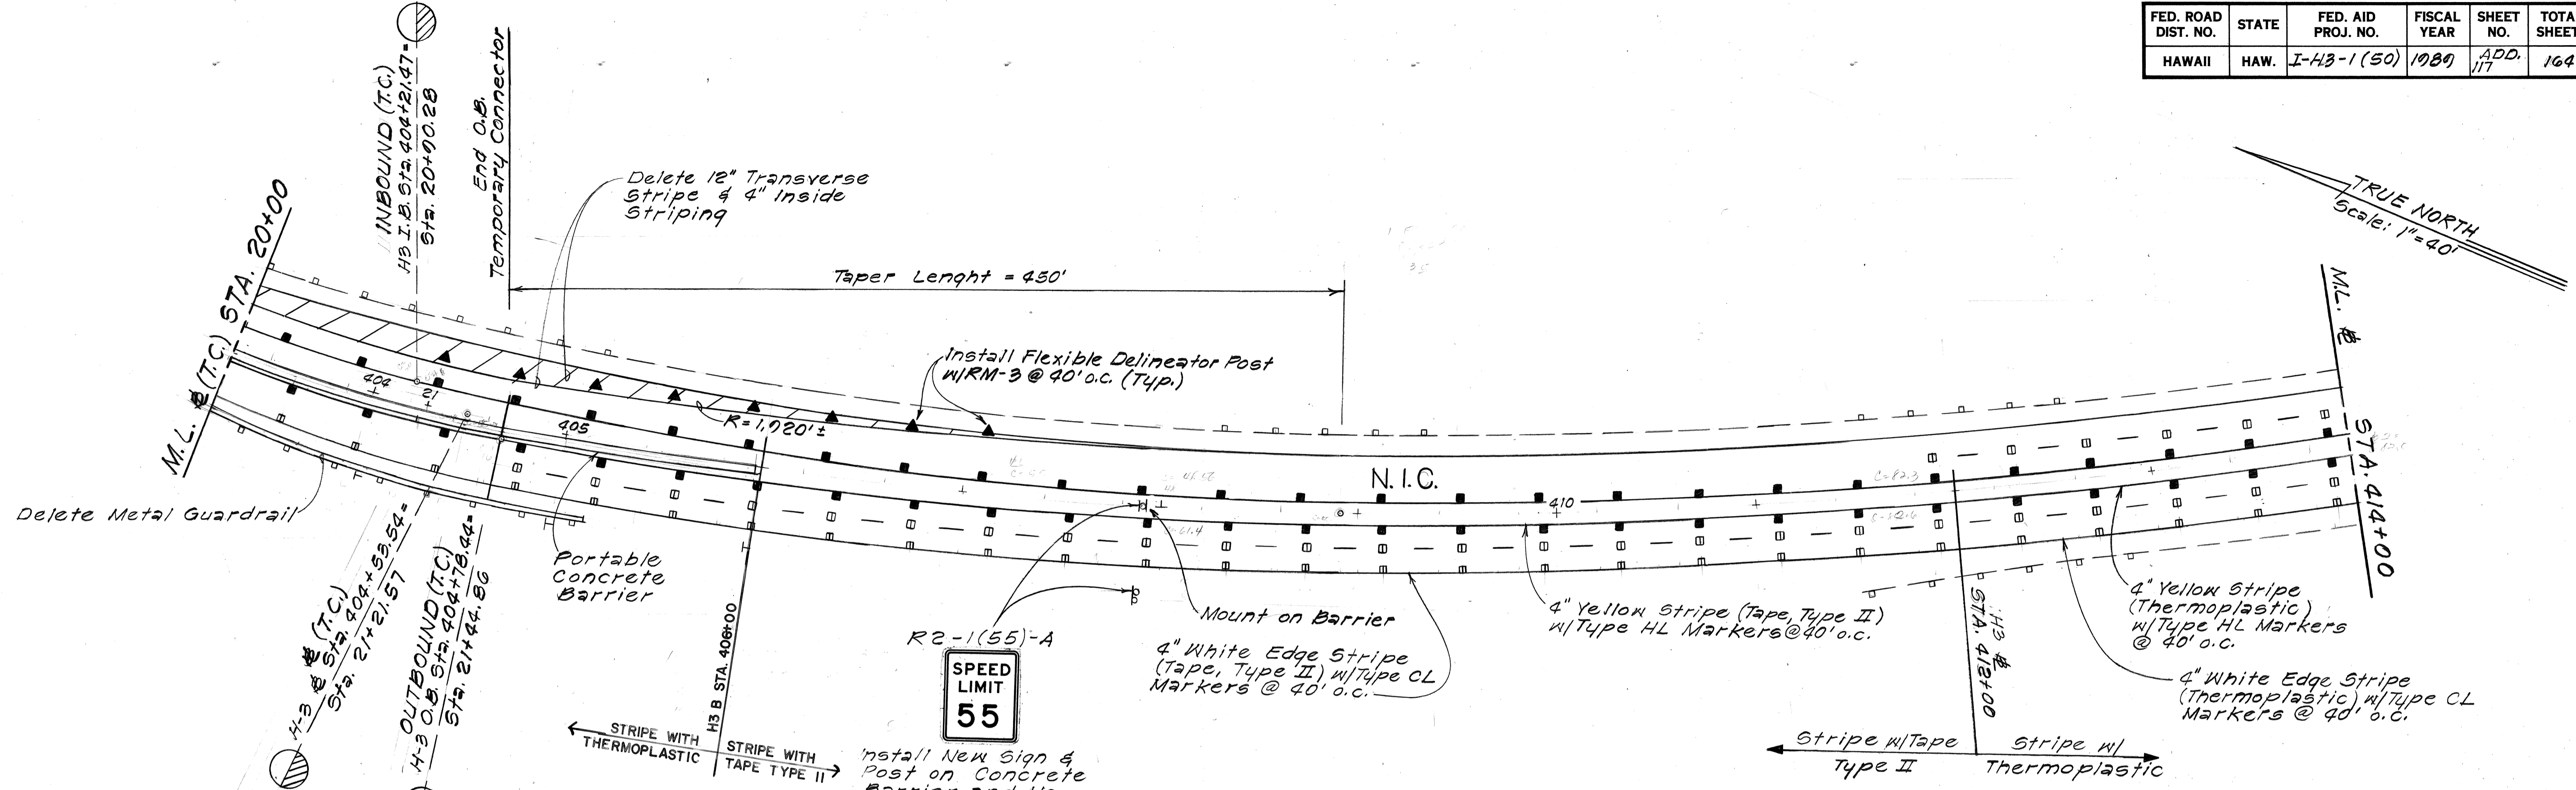 FED. ROAD DIST. NO. STATE FED. AID PROJ. NO. FISCAL YEAR SHEET NO. TOTA SHEET
HAWAII HAW. I-H3-1 (50) 1989 ADD. 117 164
INBOUND (T.C.)
H3 I.B. Sta. 404+21.47=
Sta. 20+90.28
End O.B.
Temporary Connector
Delete 12" Transverse
Stripe & 4" Inside
Striping
Taper Lenght = 450'
TRUE NORTH
Scale: 1"=40'
M.L. ℄ (T.C.) STA. 20+00
Install Flexible Delineator Post
W/RM-3 @ 40' o.c. (Typ.)
R=1,920'±
404
21
405
N.I.C.
410
M.L. ℄
STA. 414+00
Delete Metal Guardrail
Portable
Concrete
Barrier
H-3 ℄ (T.C.)
Sta. 404+53.54=
Sta. 21+21.57
OUTBOUND (T.C.)
H-3 O.B. Sta. 404+78.44=
Sta. 21+44.86
H3 B STA. 406+00
STRIPE WITH
THERMOPLASTIC
STRIPE WITH
TAPE TYPE II
R2-1(55)-A
SPEED
LIMIT
55
Mount on Barrier
4" White Edge Stripe
(Tape, Type II) w/Type CL
Markers @ 40' o.c.
4" Yellow Stripe (Tape, Type II)
w/Type HL Markers @ 40' o.c.
H3 ℄
STA. 412+00
4" Yellow Stripe
(Thermoplastic)
w/Type HL Markers
@ 40' o.c.
4" White Edge Stripe
(Thermoplastic) w/Type CL
Markers @ 40' o.c.
Stripe w/Tape
Type II
Stripe w/
Thermoplastic
nstall New Sign &
Post on Concrete
Barrier and